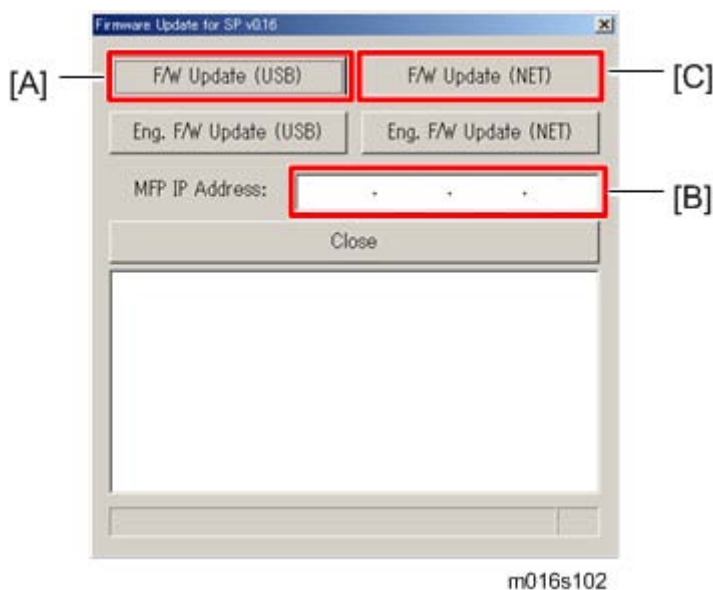 Firmware Update for SP v0.16
[A] F/W Update (USB) F/W Update (NET) [C]
Eng. F/W Update (USB) Eng. F/W Update (NET)
MFP IP Address: . . . [B]
Close
m016s102